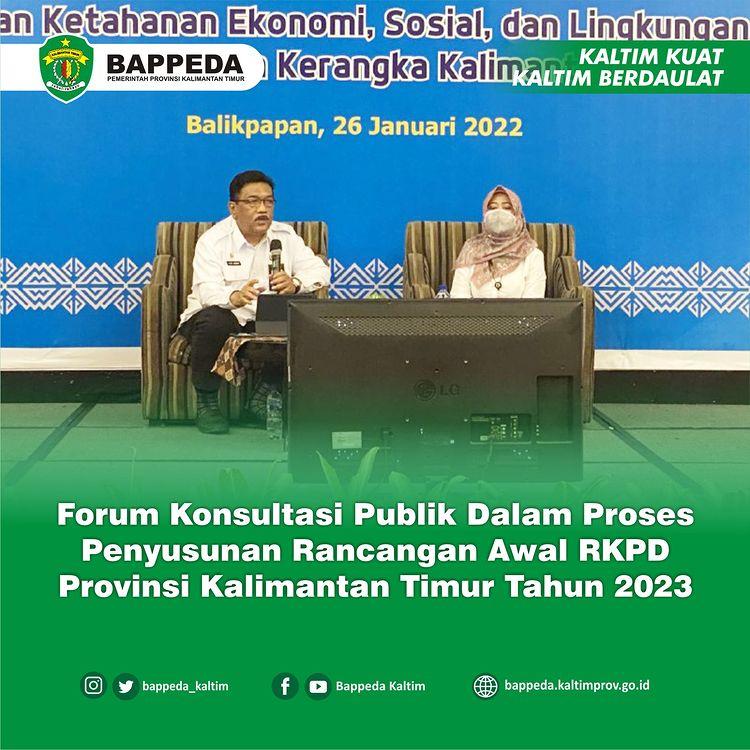 an Ketahanan Ekonomi, Sosial, dan Lingkungan
BAPPEDA
PEMERINTAH PROVINSI KALIMANTAN TIMUR
Kerangka Kalimant
KALTIM KUAT
KALTIM BERDAULAT
Balikpapan, 26 Januari 2022
LG
Forum Konsultasi Publik Dalam Proses
Penyusunan Rancangan Awal RKPD
Provinsi Kalimantan Timur Tahun 2023
bappeda_kaltim
Bappeda Kaltim
bappeda.kaltimprov.go.id